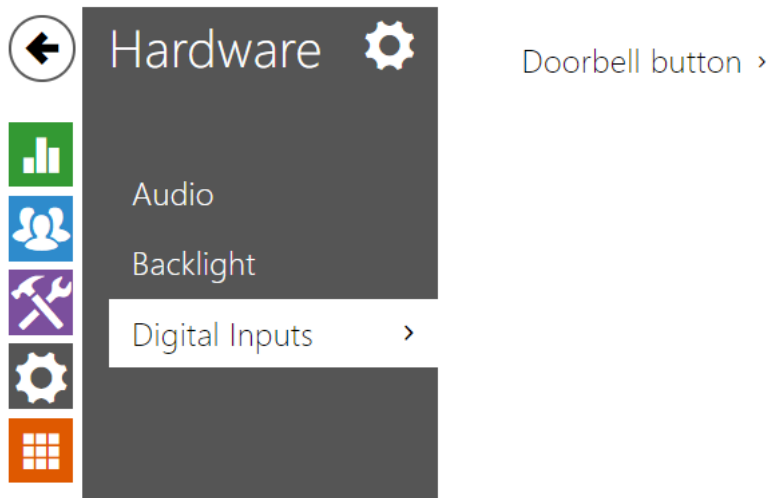 Hardware
Doorbell button ›
Audio
Backlight
Digital Inputs ›